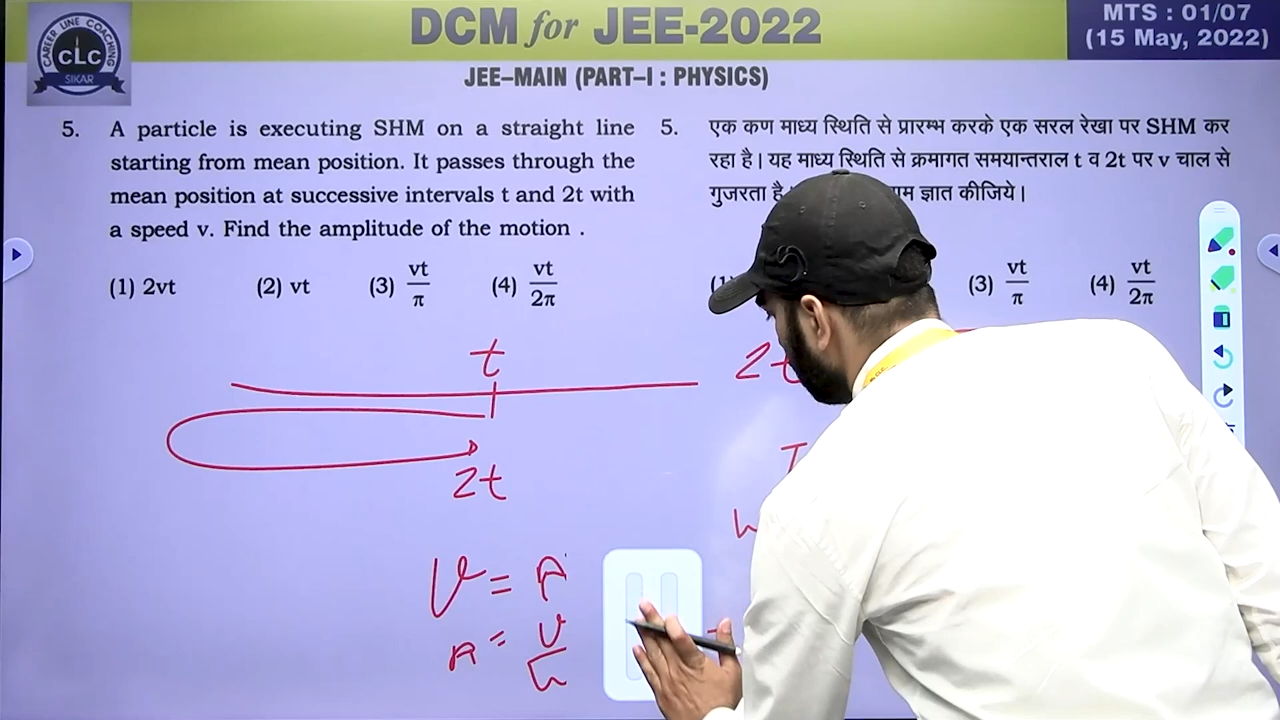 DCM for JEE-2022
MTS : 01/07
(15 May, 2022)
CAREER LINE COACHING
CLC
SIKAR
JEE–MAIN (PART–I : PHYSICS)
5. A particle is executing SHM on a straight line
starting from mean position. It passes through the
mean position at successive intervals t and 2t with
a speed v. Find the amplitude of the motion .
(1) 2vt (2) vt (3) vt/π (4) vt/2π
5. एक कण माध्य स्थिति से प्रारम्भ करके एक सरल रेखा पर SHM कर
रहा है। यह माध्य स्थिति से क्रमागत समयान्तराल t व 2t पर v चाल से
गुजरता ज्ञात कीजिये।
(3) vt/π (4) vt/2π
t
2t
2t
V = A
A = V